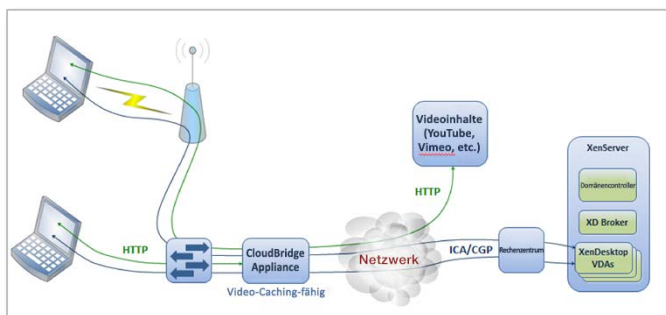 Videoinhalte
(YouTube,
Vimeo, etc.)
XenServer
Domänencontroller
XD Broker
XenDesktop
VDAs
HTTP
HTTP
CloudBridge
Appliance
Video-Caching-fähig
Netzwerk
ICA/CGP
Rechenzentrum